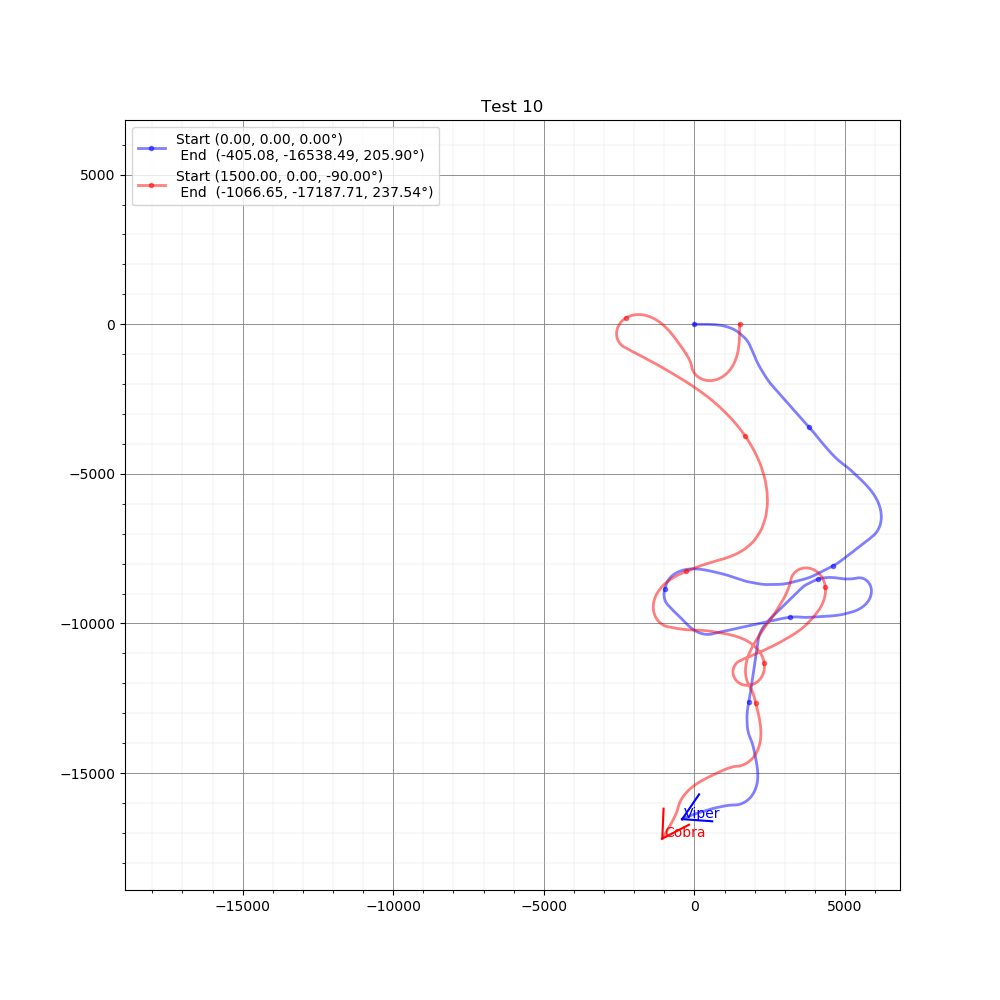 Test 10
Start (0.00, 0.00, 0.00°)
End  (-405.08, -16538.49, 205.90°)
Start (1500.00, 0.00, -90.00°)
End  (-1066.65, -17187.71, 237.54°)
5000
0
−5000
−10000
−15000
Viper
Cobra
−15000 −10000 −5000 0 5000